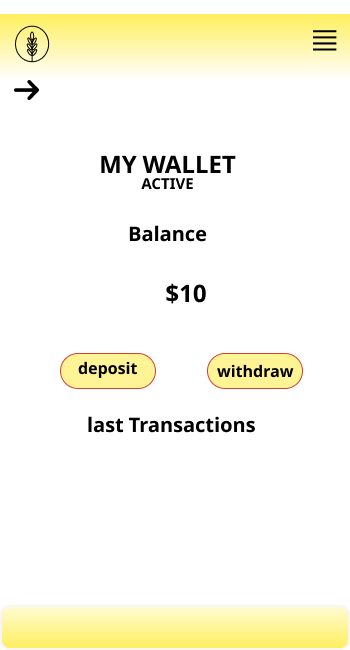 MY WALLET
ACTIVE
Balance
$10
deposit withdraw
last Transactions